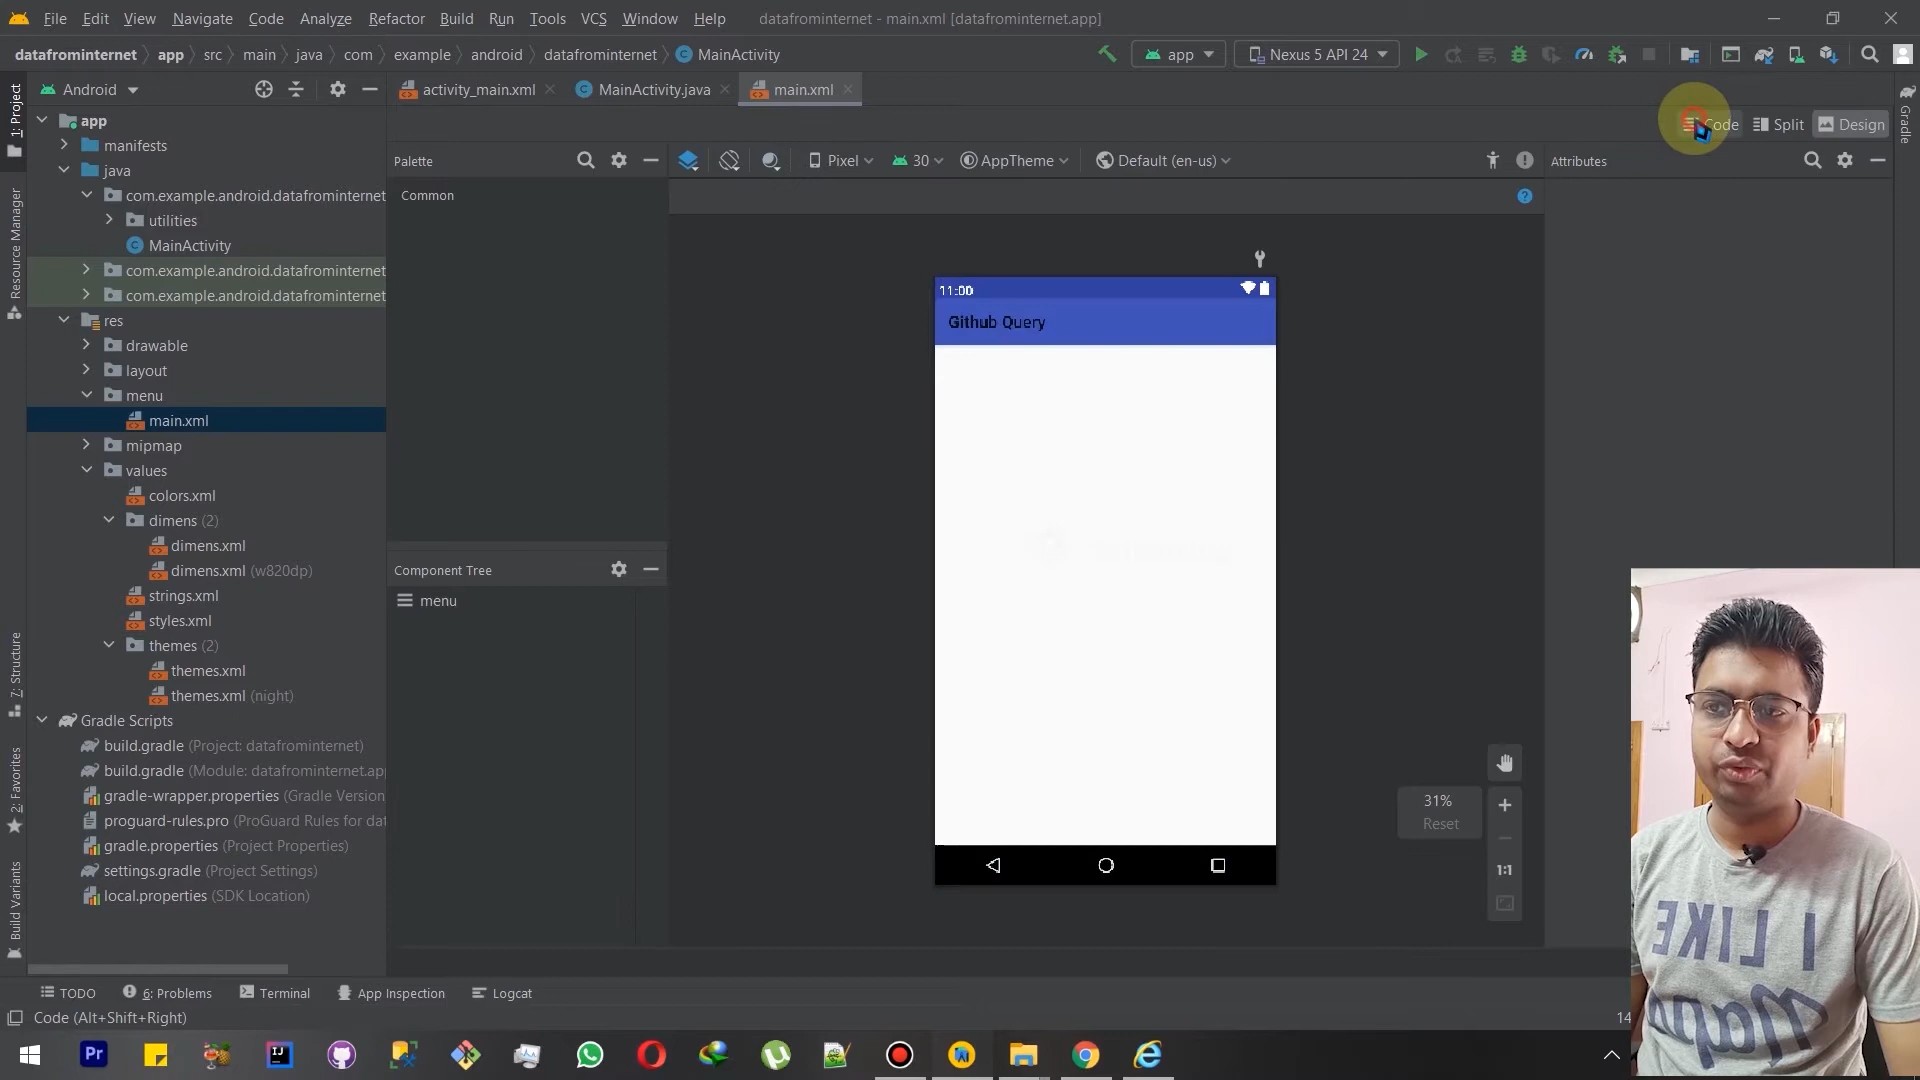 File Edit View Navigate Code Analyze Refactor Build Run Tools VCS Window Help datafrominternet - main.xml [datafrominternet.app]
datafrominternet app src main java com example android datafrominternet MainActivity app Nexus 5 API 24
1: Project
Resource Manager
7: Structure
2: Favorites
Build Variants
Android
app
manifests
java
com.example.android.datafrominternet
utilities
MainActivity
com.example.android.datafrominternet
com.example.android.datafrominternet
res
drawable
layout
menu
main.xml
mipmap
values
colors.xml
dimens (2)
dimens.xml
dimens.xml (w820dp)
strings.xml
styles.xml
themes (2)
themes.xml
themes.xml (night)
Gradle Scripts
build.gradle (Project: datafrominternet)
build.gradle (Module: datafrominternet.app
gradle-wrapper.properties (Gradle Version
proguard-rules.pro (ProGuard Rules for dat
gradle.properties (Project Properties)
settings.gradle (Project Settings)
local.properties (SDK Location)
activity_main.xml MainActivity.java main.xml
Code Split Design
Palette
Common
Pixel 30 AppTheme Default (en-us)
Attributes
Gradle
Component Tree
menu
11:00
Github Query
31%
Reset
1:1
I LIKE
TODO 6: Problems Terminal App Inspection Logcat
Code (Alt+Shift+Right)
14
Pr
IJ